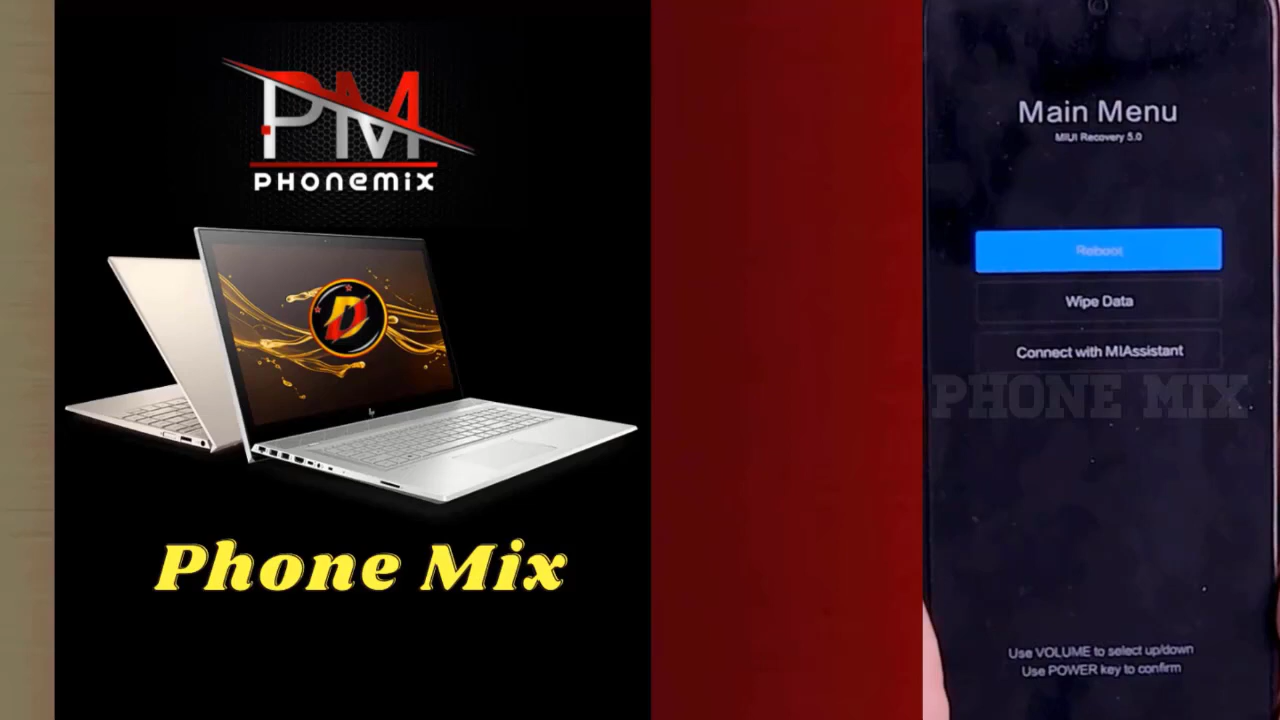 PM
PHONEMIX
D
hp
Phone Mix
Main Menu
MIUI Recovery 5.0
Reboot
Wipe Data
Connect with MIAssistant
PHONE MIX
Use VOLUME to select up/down
Use POWER key to confirm